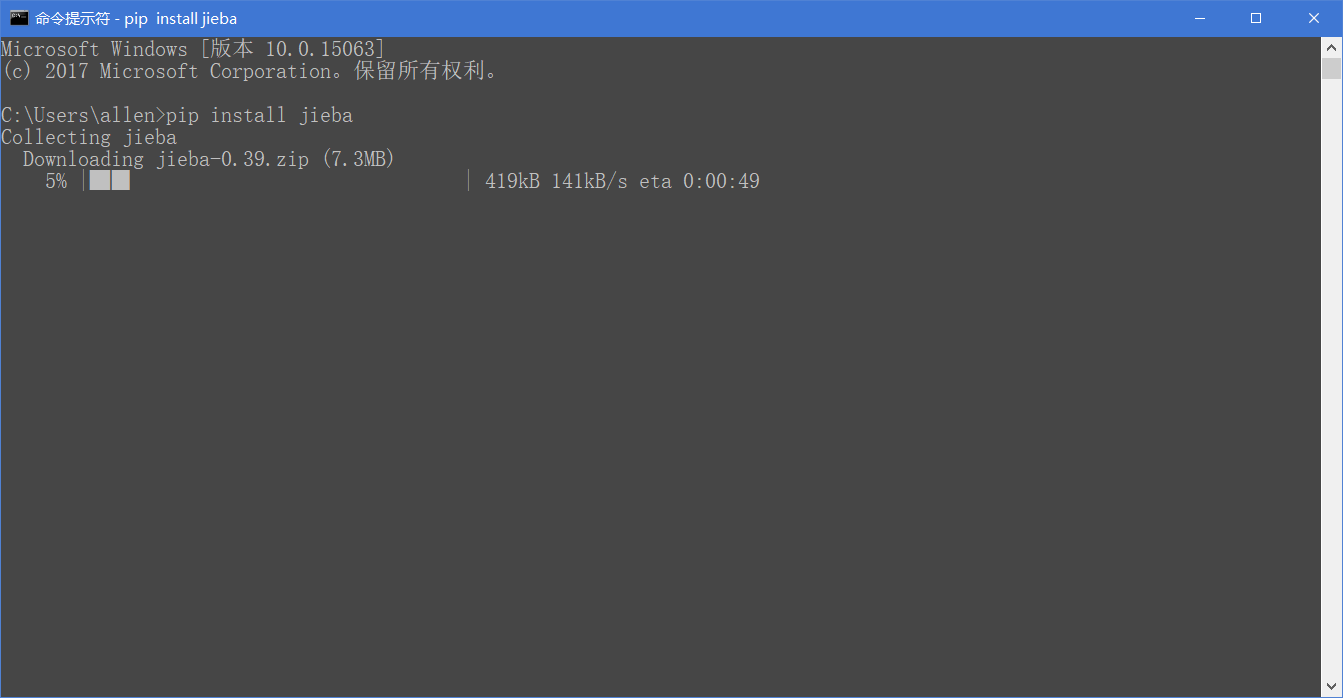 命令提示符 - pip  install jieba
Microsoft Windows [版本 10.0.15063]
(c) 2017 Microsoft Corporation。保留所有权利。
C:\Users\allen>pip install jieba
Collecting jieba
  Downloading jieba-0.39.zip (7.3MB)
    5% |██                              | 419kB 141kB/s eta 0:00:49